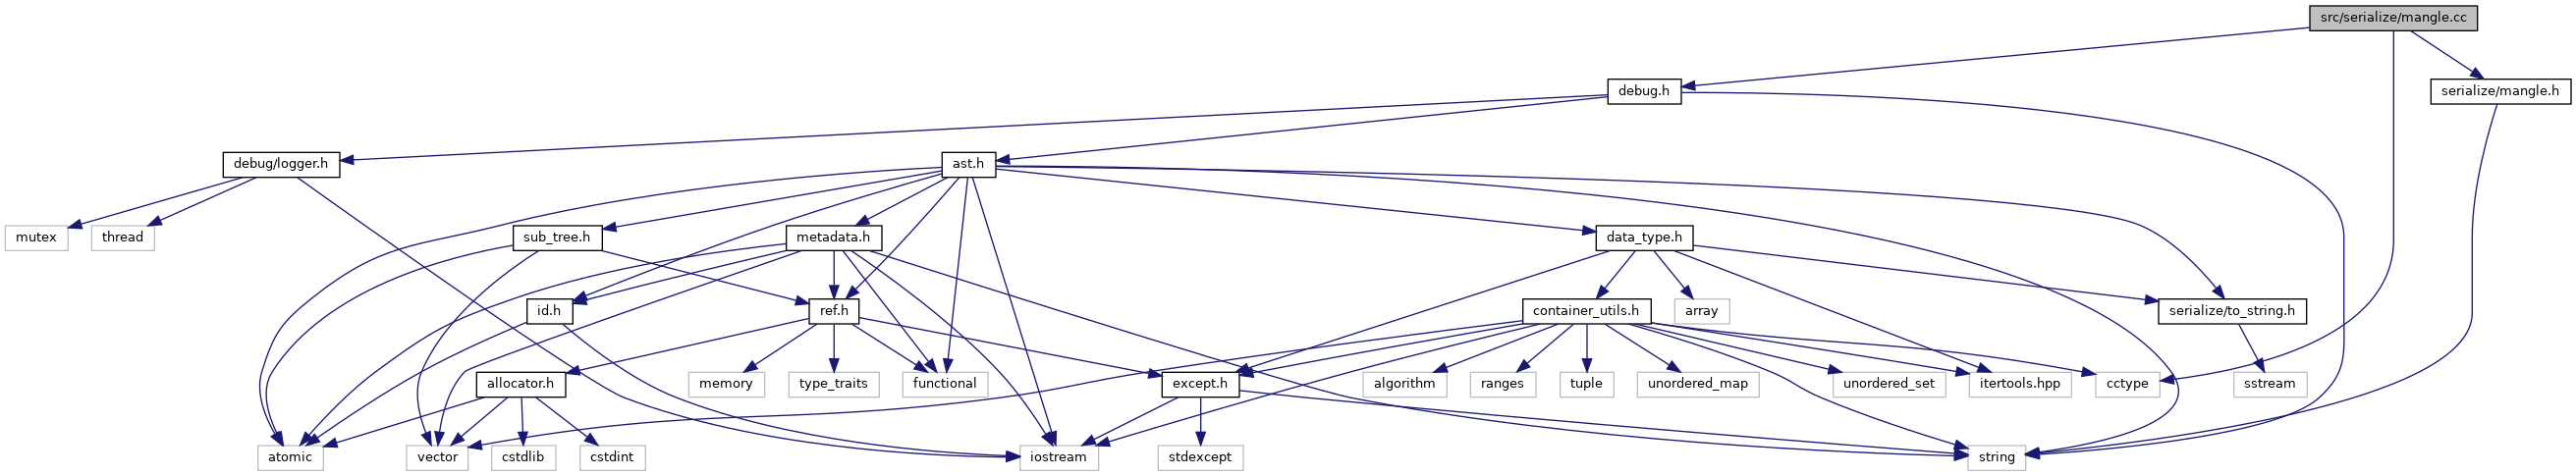 src/serialize/mangle.cc
debug.h
serialize/mangle.h
debug/logger.h
ast.h
mutex
thread
sub_tree.h
metadata.h
data_type.h
id.h
ref.h
container_utils.h
array
serialize/to_string.h
allocator.h
memory
type_traits
functional
except.h
algorithm
ranges
tuple
unordered_map
unordered_set
itertools.hpp
cctype
sstream
atomic
vector
cstdlib
cstdint
iostream
stdexcept
string